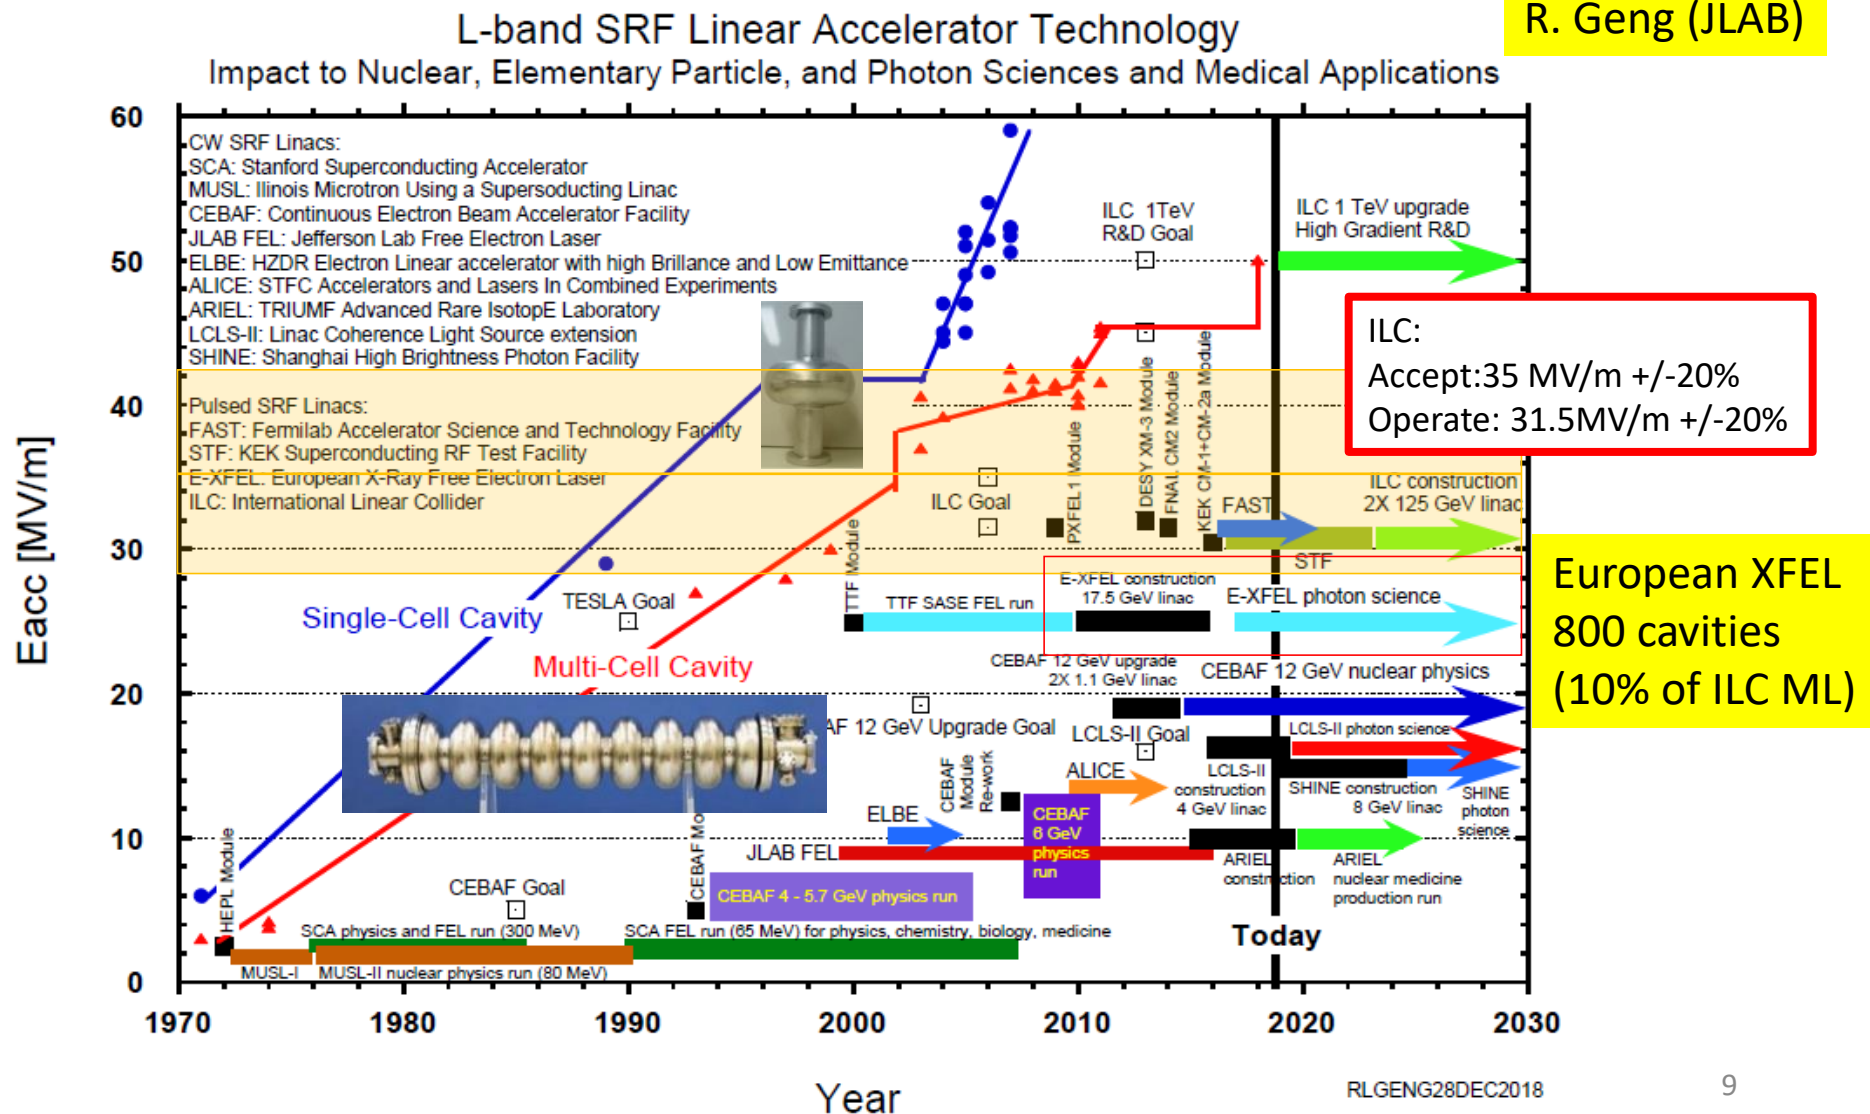 R. Geng (JLAB)
L-band SRF Linear Accelerator Technology
Impact to Nuclear, Elementary Particle, and Photon Sciences and Medical Applications
Eacc [MV/m]
60
50
40
30
20
10
0
CW SRF Linacs:
SCA: Stanford Superconducting Accelerator
MUSL: Ilinois Microtron Using a Supersoducting Linac
CEBAF: Continuous Electron Beam Accelerator Facility
JLAB FEL: Jefferson Lab Free Electron Laser
ELBE: HZDR Electron Linear accelerator with high Brillance and Low Emittance
ALICE: STFC Accelerators and Lasers In Combined Experiments
ARIEL: TRIUMF Advanced Rare IsotopE Laboratory
LCLS-II: Linac Coherence Light Source extension
SHINE: Shanghai High Brightness Photon Facility
Pulsed SRF Linacs:
FAST: Fermilab Accelerator Science and Technology Facility
STF: KEK Superconducting RF Test Facility
E-XFEL: European X-Ray Free Electron Laser
ILC: International Linear Collider
ILC 1TeV
R&D Goal
ILC 1 TeV upgrade
High Gradient R&D
ILC:
Accept:35 MV/m +/-20%
Operate: 31.5MV/m +/-20%
ILC Goal
PXFEL1 Module
DESY XM-3 Module
FNAL CM2 Module
KEK CM-1+CM-2a Module
FAST
ILC construction
2X 125 GeV linac
STF
European XFEL
800 cavities
(10% of ILC ML)
Single-Cell Cavity
Multi-Cell Cavity
TESLA Goal
TTF Module
TTF SASE FEL run
E-XFEL construction
17.5 GeV linac
E-XFEL photon science
CEBAF 12 GeV upgrade
2X 1.1 GeV linac
CEBAF 12 GeV nuclear physics
AF 12 GeV Upgrade Goal
LCLS-II Goal
LCLS-II photon science
LCLS-II
construction
4 GeV linac
SHINE construction
8 GeV linac
SHINE
photon
science
ALICE
ELBE
CEBAF
Module
Re-work
CEBAF
6 GeV
physics
run
JLAB FEL
ARIEL
construction
ARIEL
nuclear medicine
production run
HEPL Module
CEBAF Goal
CEBAF Mo
CEBAF 4 - 5.7 GeV physics run
SCA physics and FEL run (300 MeV)
SCA FEL run (65 MeV) for physics, chemistry, biology, medicine
MUSL-I
MUSL-II nuclear physics run (80 MeV)
Today
1970
1980
1990
2000
2010
2020
2030
Year
RLGENG28DEC2018
9